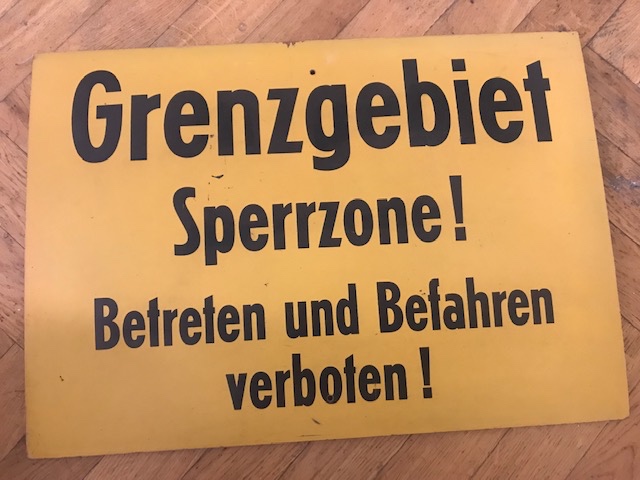 Grenzgebiet
Sperrzone!
Betreten und Befahren
verboten!